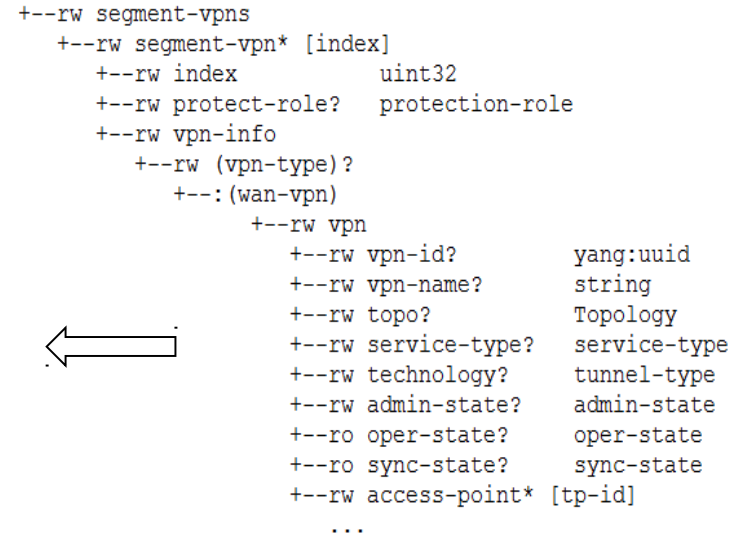 +--rw segment-vpns
+--rw segment-vpn* [index]
+--rw index uint32
+--rw protect-role? protection-role
+--rw vpn-info
+--rw (vpn-type)?
+--:(wan-vpn)
+--rw vpn
+--rw vpn-id? yang:uuid
+--rw vpn-name? string
+--rw topo? Topology
+--rw service-type? service-type
+--rw technology? tunnel-type
+--rw admin-state? admin-state
+--ro oper-state? oper-state
+--ro sync-state? sync-state
+--rw access-point* [tp-id]
...